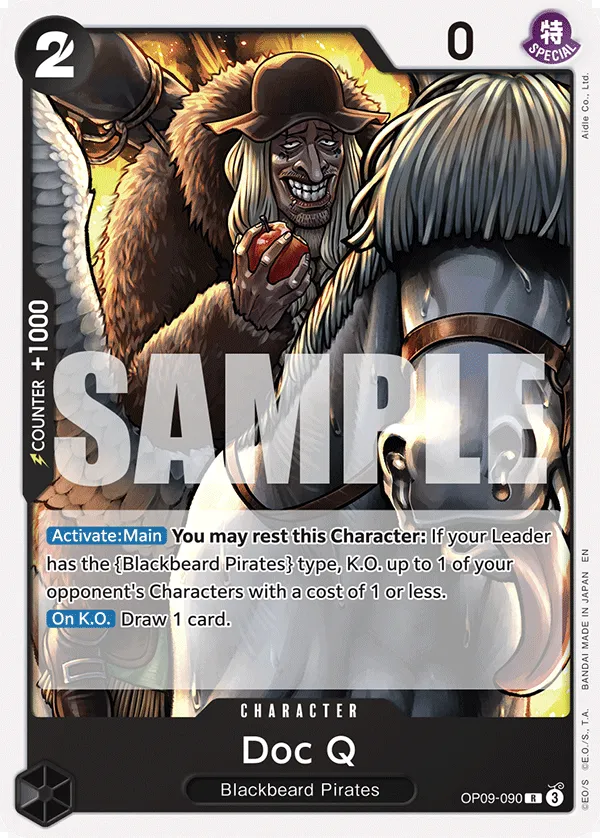 2
0
特
SPECIAL
Aidle Co., Ltd.
COUNTER +1000
SAMPLE
Activate:Main You may rest this Character: If your Leader
has the {Blackbeard Pirates} type, K.O. up to 1 of your
opponent's Characters with a cost of 1 or less.
On K.O. Draw 1 card.
CHARACTER
Doc Q
Blackbeard Pirates
OP09-090 R 3
©E.O/S ©E.O./S., T.A. BANDAI MADE IN JAPAN EN